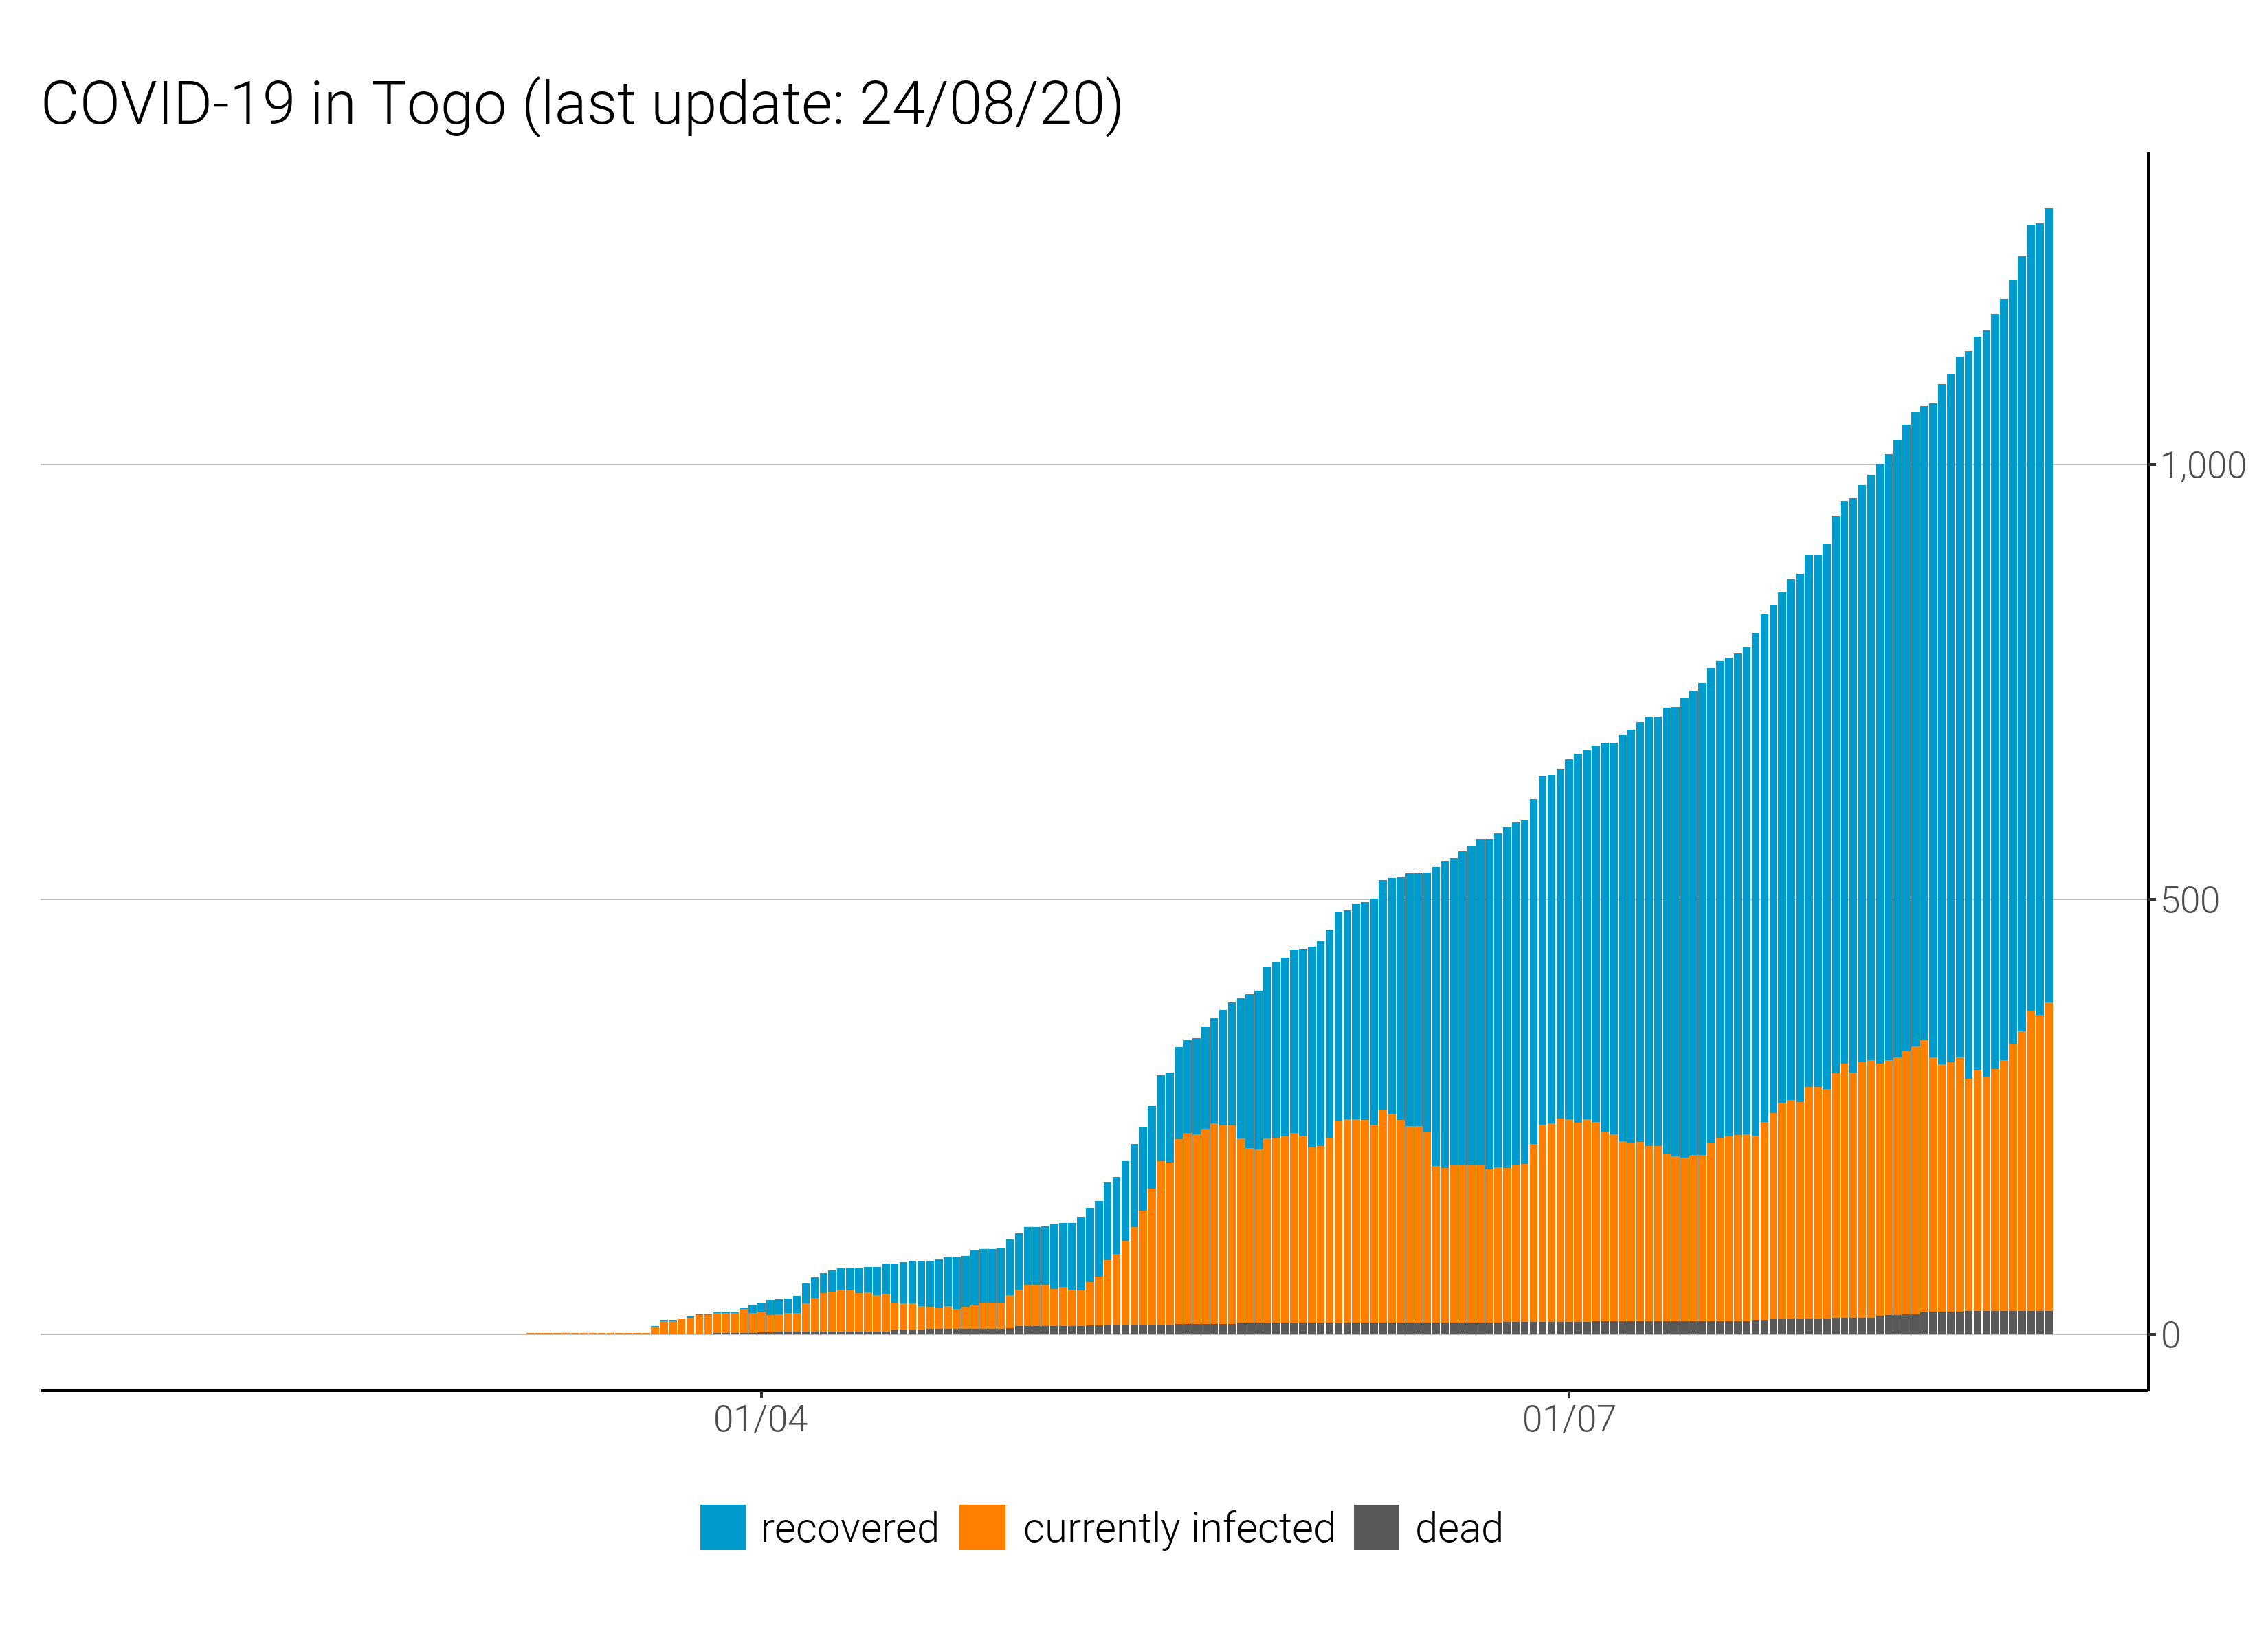 COVID-19 in Togo (last update: 24/08/20)
1,000
500
0
01/04 01/07
recovered currently infected dead